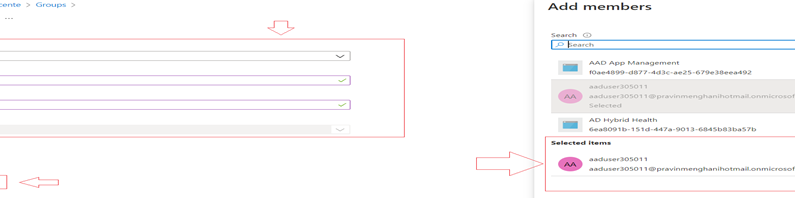 cente > Groups >
...
Add members
Search
Search
AAD App Management
f0ae4899-d877-4d3c-ae25-679e38eea492
AA
aaduser305011
aaduser305011@pravinmenghanihotmail.onmicrosof
Selected
AD Hybrid Health
6ea8091b-151d-447a-9013-6845b83ba57b
Selected items
AA
aaduser305011
aaduser305011@pravinmenghanihotmail.onmicrosof